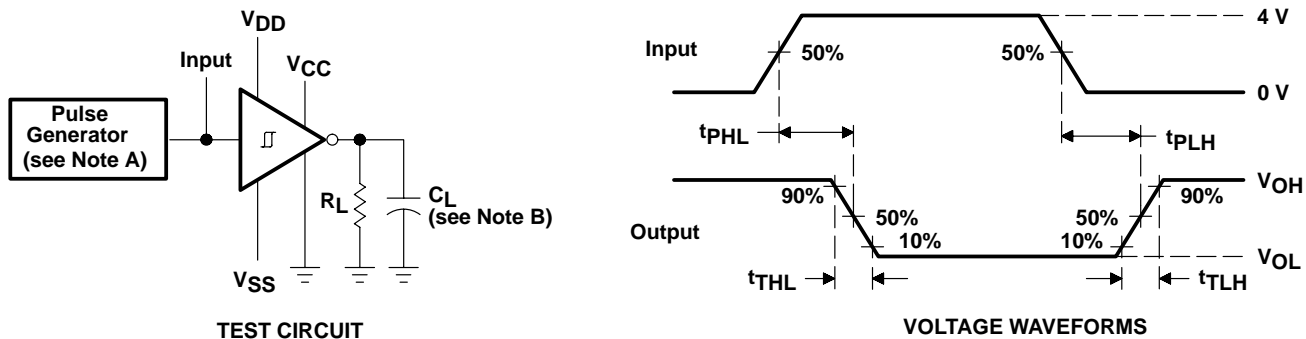 VDD
Input
VCC
Pulse
Generator
(see Note A)
RL
CL
(see Note B)
VSS
TEST CIRCUIT
4 V
Input
50%
50%
0 V
tPHL
tPLH
VOH
90%
90%
50%
50%
Output
10%
10%
VOL
tTHL
tTLH
VOLTAGE WAVEFORMS